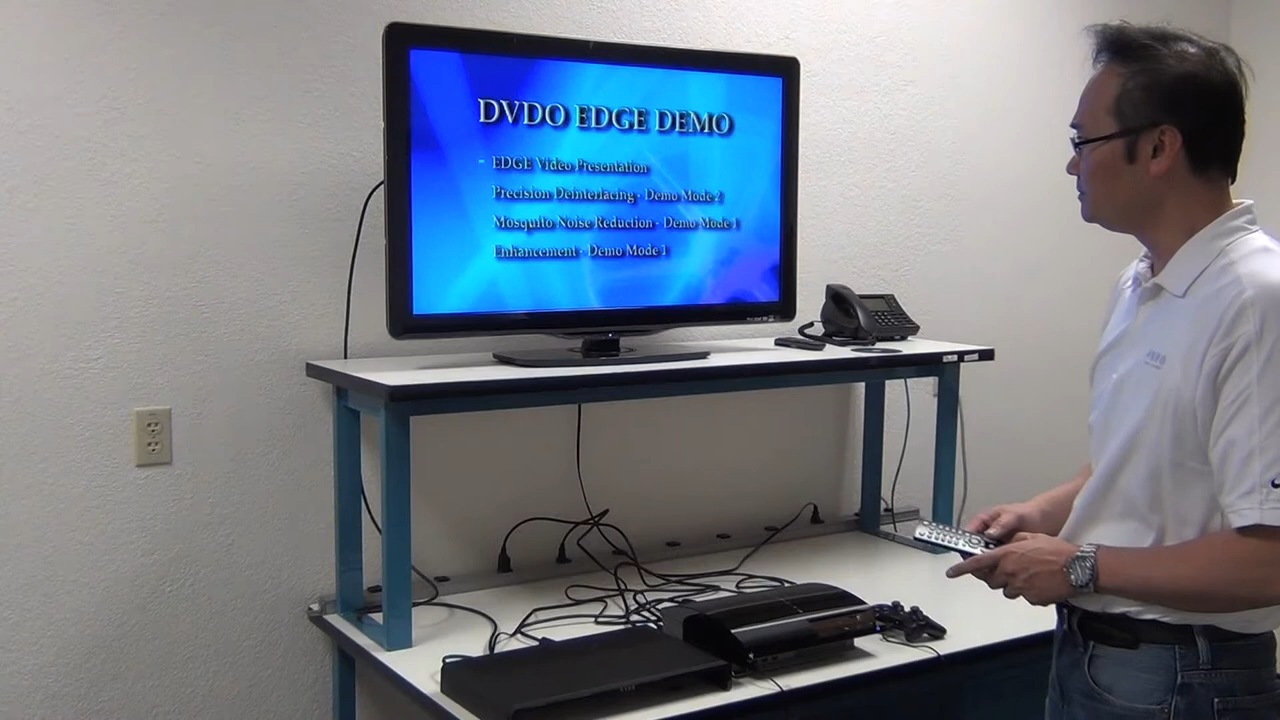 DVDO EDGE DEMO
- EDGE Video Presentation
Precision Deinterlacing - Demo Mode 2
Mosquito Noise Reduction - Demo Mode 1
Enhancement - Demo Mode 1